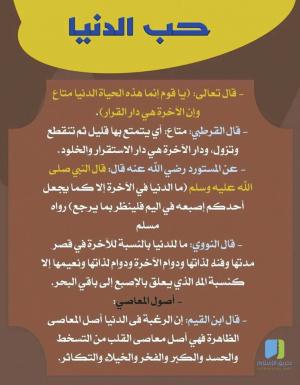 حب الدنيا
- قال تعالى: (يا قوم إنما هذه الحياة الدنيا متاع
وإن الآخرة هي دار القرار).
- قال القرطبي: متاع: أي يتمتع بها قليل ثم تنقطع
وتزول، ودار الآخرة هي دار الاستقرار والخلود.
- عن المستورد رضي الله عنه قال: قال النبي صلى
الله عليه وسلم (ما الدنيا في الآخرة إلا كما يجعل
أحدكم إصبعه في اليم فلينظر بما يرجع) رواه
مسلم
- قال النووي: ما للدنيا بالنسبة للآخرة في قصر
مدتها وفناء لذاتها ودوام الآخرة ودوام لذاتها ونعيمها إلا
كنسبة الماء الذي يعلق بالإصبع إلى باقي البحر.
- أصول المعاصي:
قال ابن القيم: إن الرغبة في الدنيا أصل المعاصي
الظاهرة فهي أصل معاصي القلب من التسخط
والحسد والكبر والفخر والخيلاء والتكاثر.
طريق الإسلام